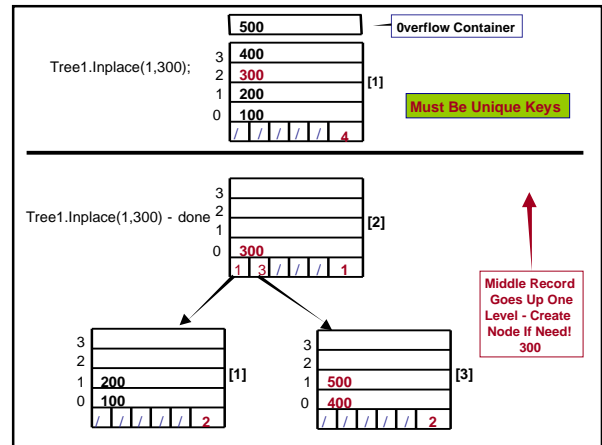 500
0verflow Container
Tree1.Inplace(1,300);
3 400
2 300
1 200
0 100
[1]
/ / / / / 4
Must Be Unique Keys
Tree1.Inplace(1,300) - done
3
2
1
0 300
[2]
1 3 / / / 1
Middle Record
Goes Up One
Level - Create
Node If Need!
300
3
2
1 200
0 100
[1]
/ / / / / 2
3
2
1 500
0 400
[3]
/ / / / / 2